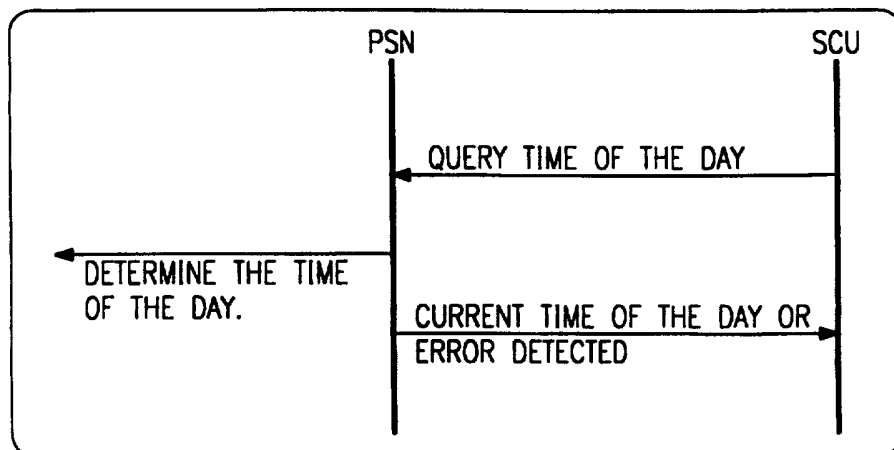 PSN SCU
QUERY TIME OF THE DAY
DETERMINE THE TIME
OF THE DAY.
CURRENT TIME OF THE DAY OR
ERROR DETECTED